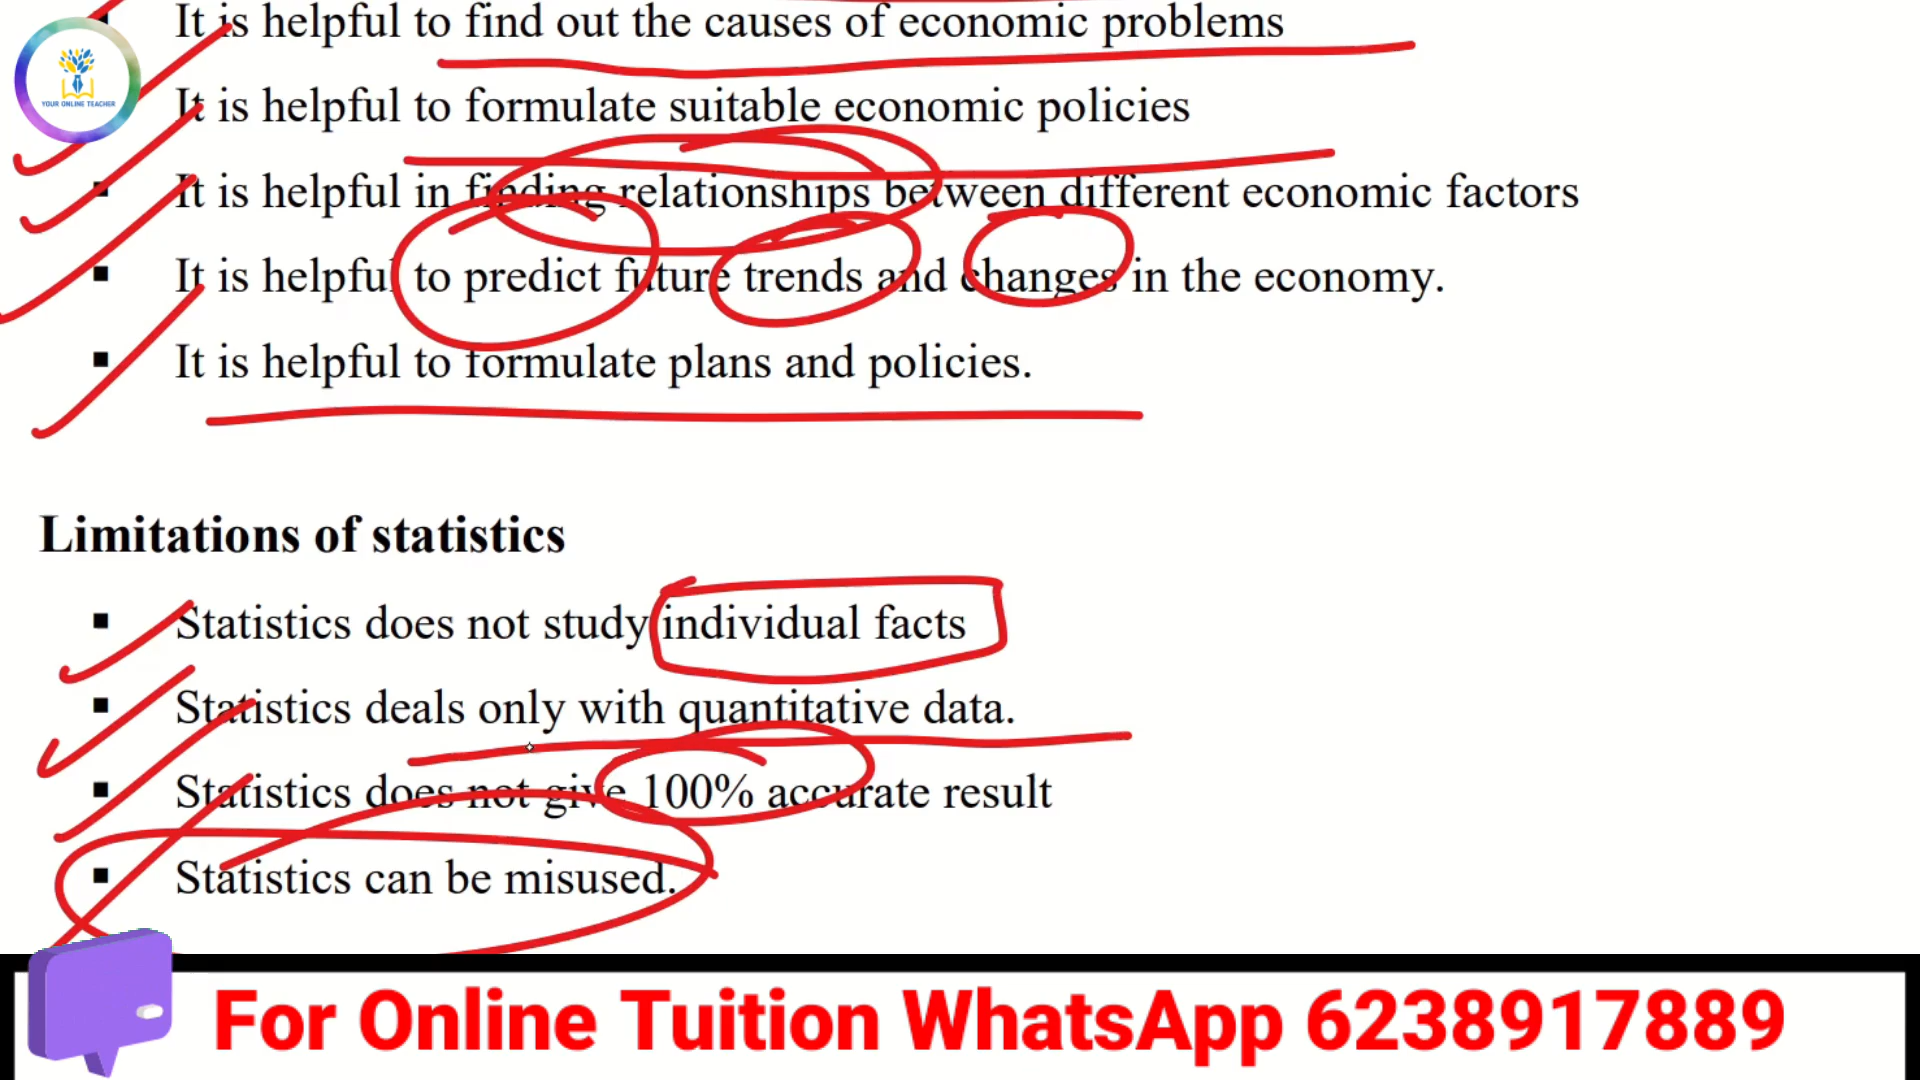 It is helpful to find out the causes of economic problems
YOUR ONLINE TEACHER
▪ It is helpful to formulate suitable economic policies
▪ It is helpful in finding relationships between different economic factors
▪ It is helpful to predict future trends and changes in the economy.
▪ It is helpful to formulate plans and policies.
Limitations of statistics
▪ Statistics does not study individual facts
▪ Statistics deals only with quantitative data.
▪ Statistics does not give 100% accurate result
▪ Statistics can be misused.
For Online Tuition WhatsApp 6238917889